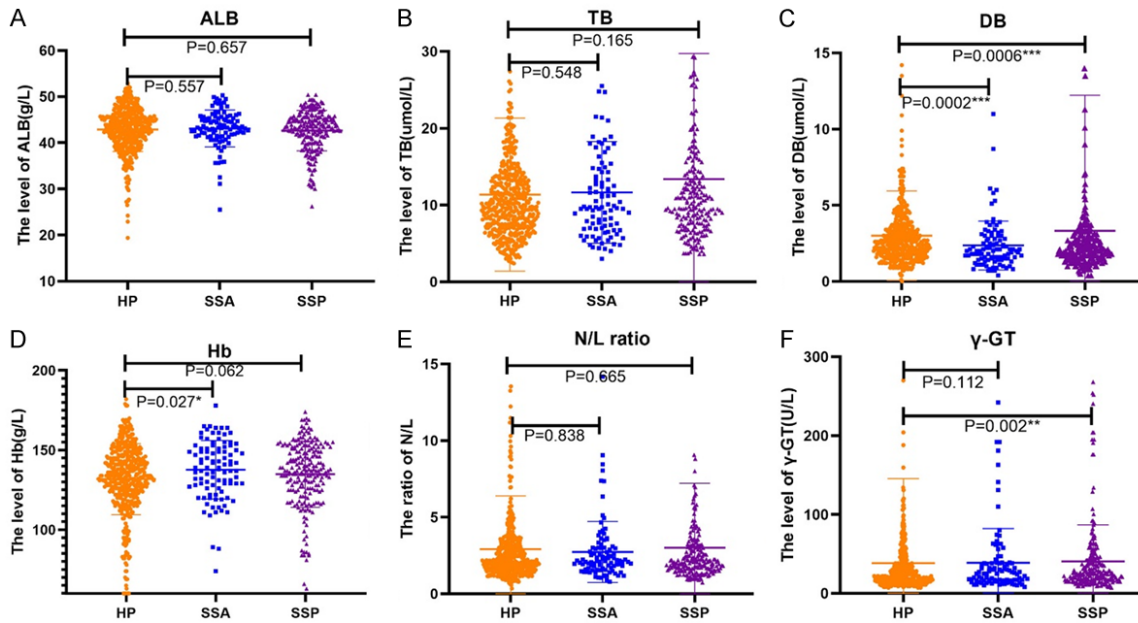 A
ALB
P=0.657
P=0.557
The level of ALB(g/L)
60
50
40
30
20
10
HP
SSA
SSP
B
TB
P=0.165
P=0.548
The level of TB(umol/L)
30
20
10
0
HP
SSA
SSP
C
DB
P=0.0006***
P=0.0002***
The level of DB(umol/L)
15
10
5
0
HP
SSA
SSP
D
Hb
P=0.062
P=0.027*
The level of Hb(g/L)
200
150
100
HP
SSA
SSP
E
N/L ratio
P=0.665
P=0.838
The ratio of N/L
15
10
5
0
HP
SSA
SSP
F
γ-GT
P=0.112
P=0.002**
The level of γ-GT(U/L)
300
200
100
0
HP
SSA
SSP